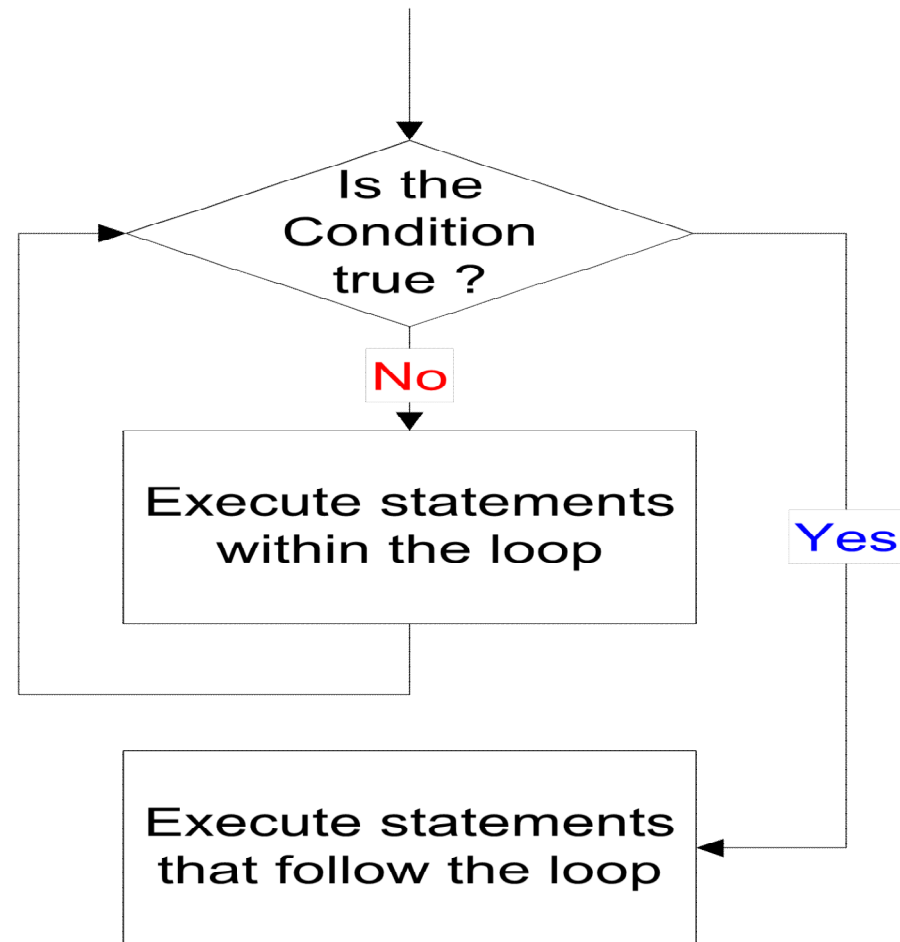 Is the
Condition
true ?
No
Execute statements
within the loop
Yes
Execute statements
that follow the loop